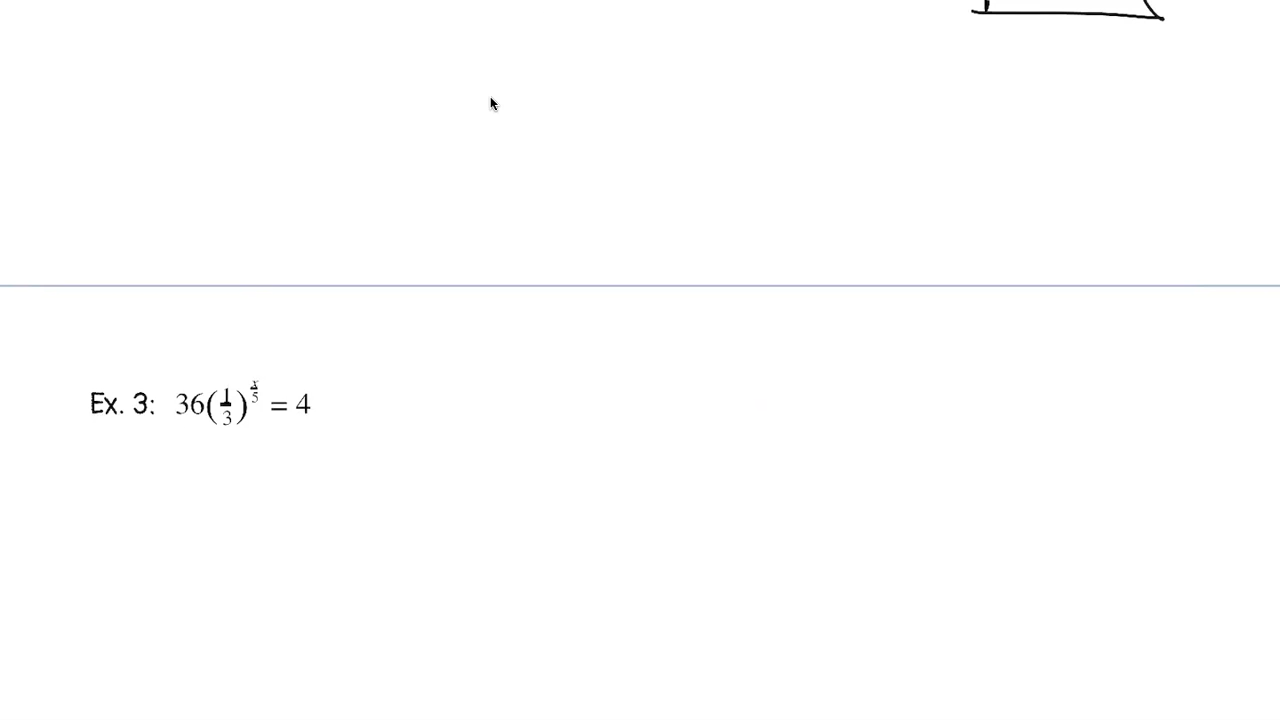 Ex. 3: 36(1/3)^(x/5) = 4